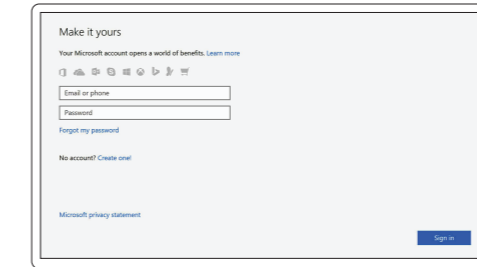 Make it yours
Your Microsoft account opens a world of benefits. Learn more
Email or phone
Password
Forgot my password
No account? Create one!
Microsoft privacy statement
Sign in